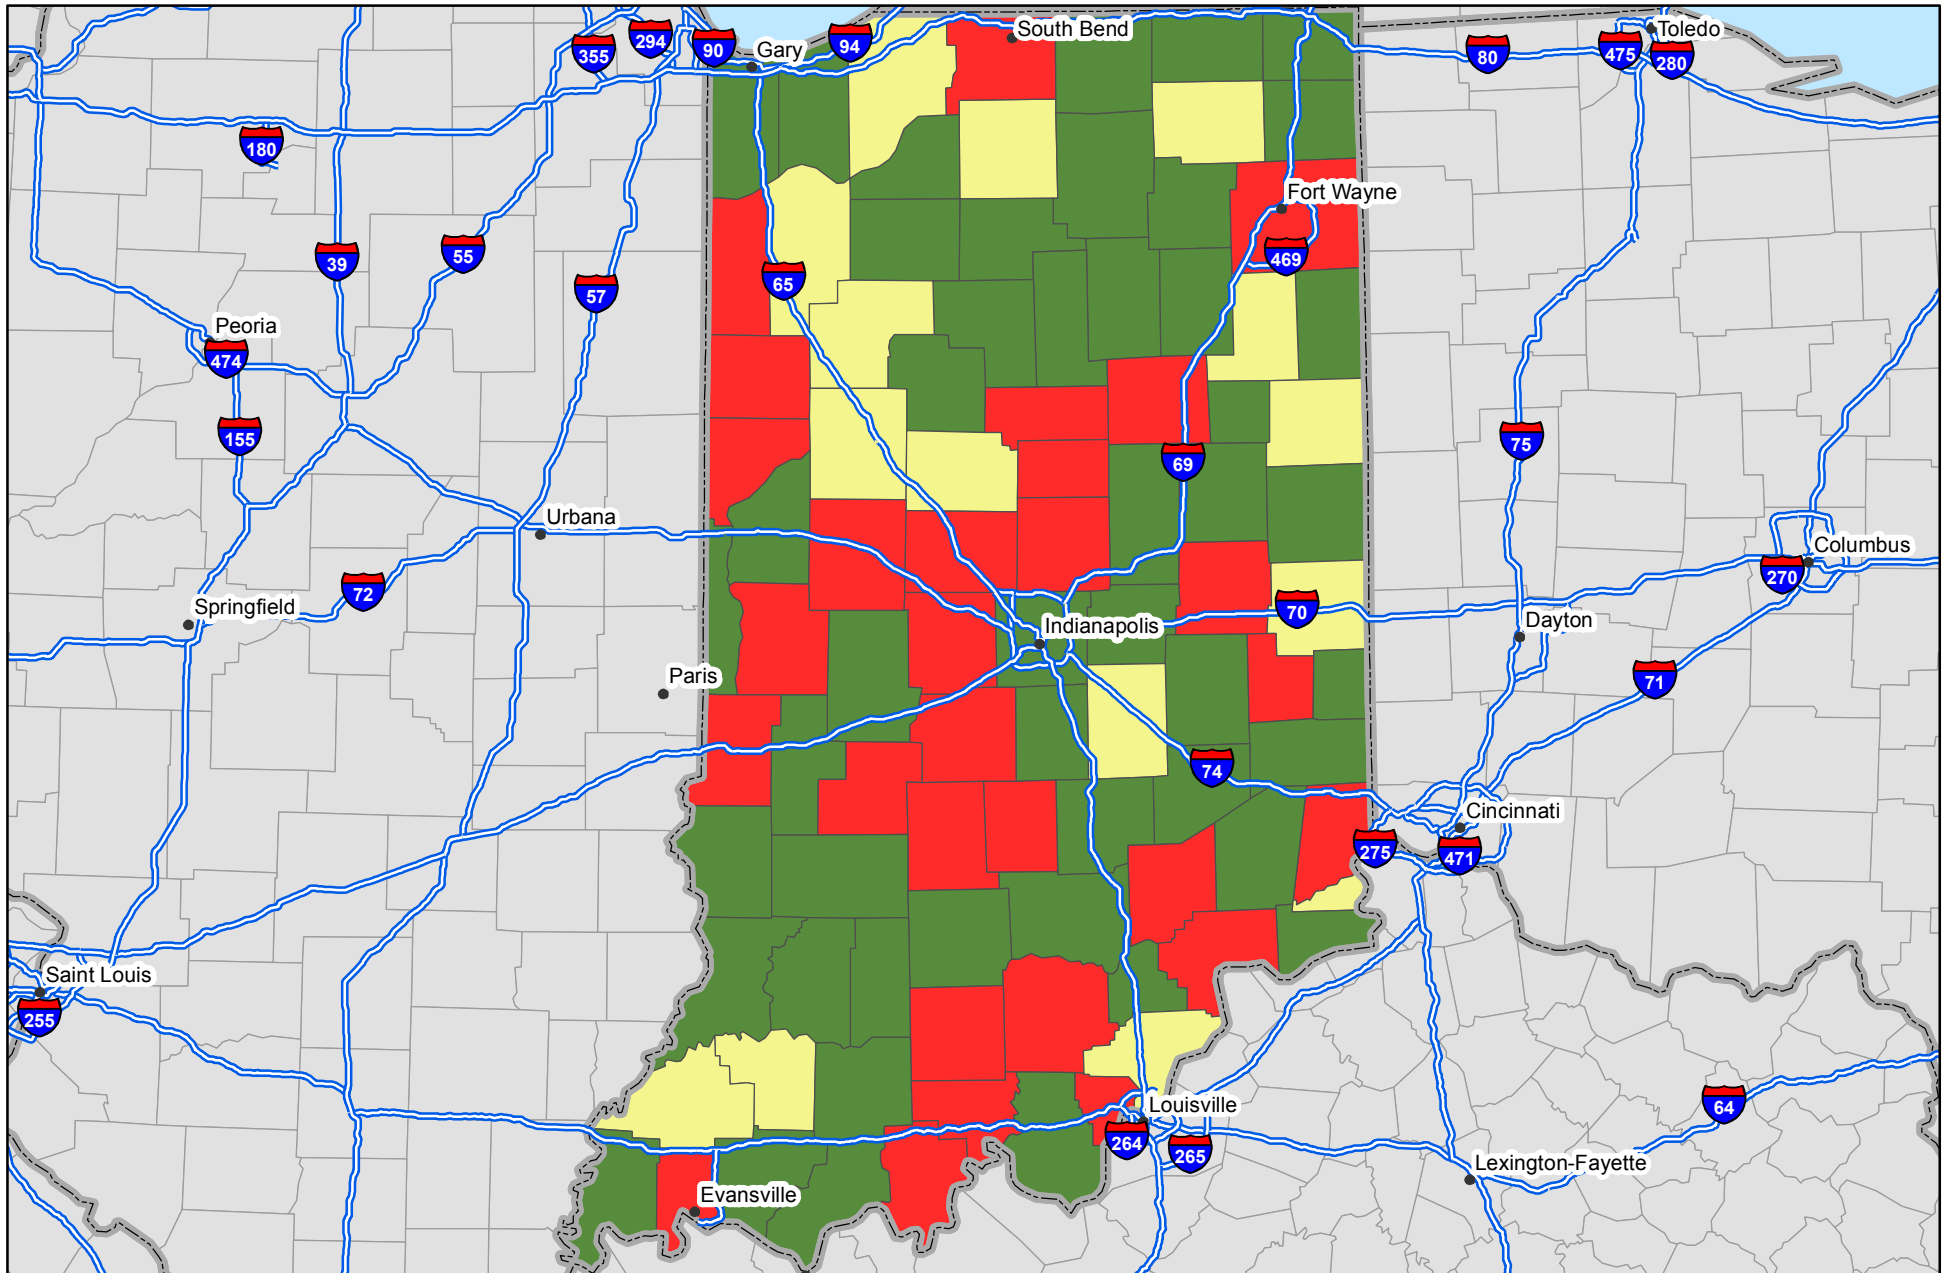 294
355
90
94
Gary
South Bend
80
475
Toledo
280
180
Fort Wayne
39
55
57
65
469
Peoria
474
155
75
69
Urbana
Columbus
270
72
Springfield
Indianapolis
70
Dayton
Paris
71
74
Cincinnati
275
471
Saint Louis
255
Louisville
264
265
64
Lexington-Fayette
Evansville